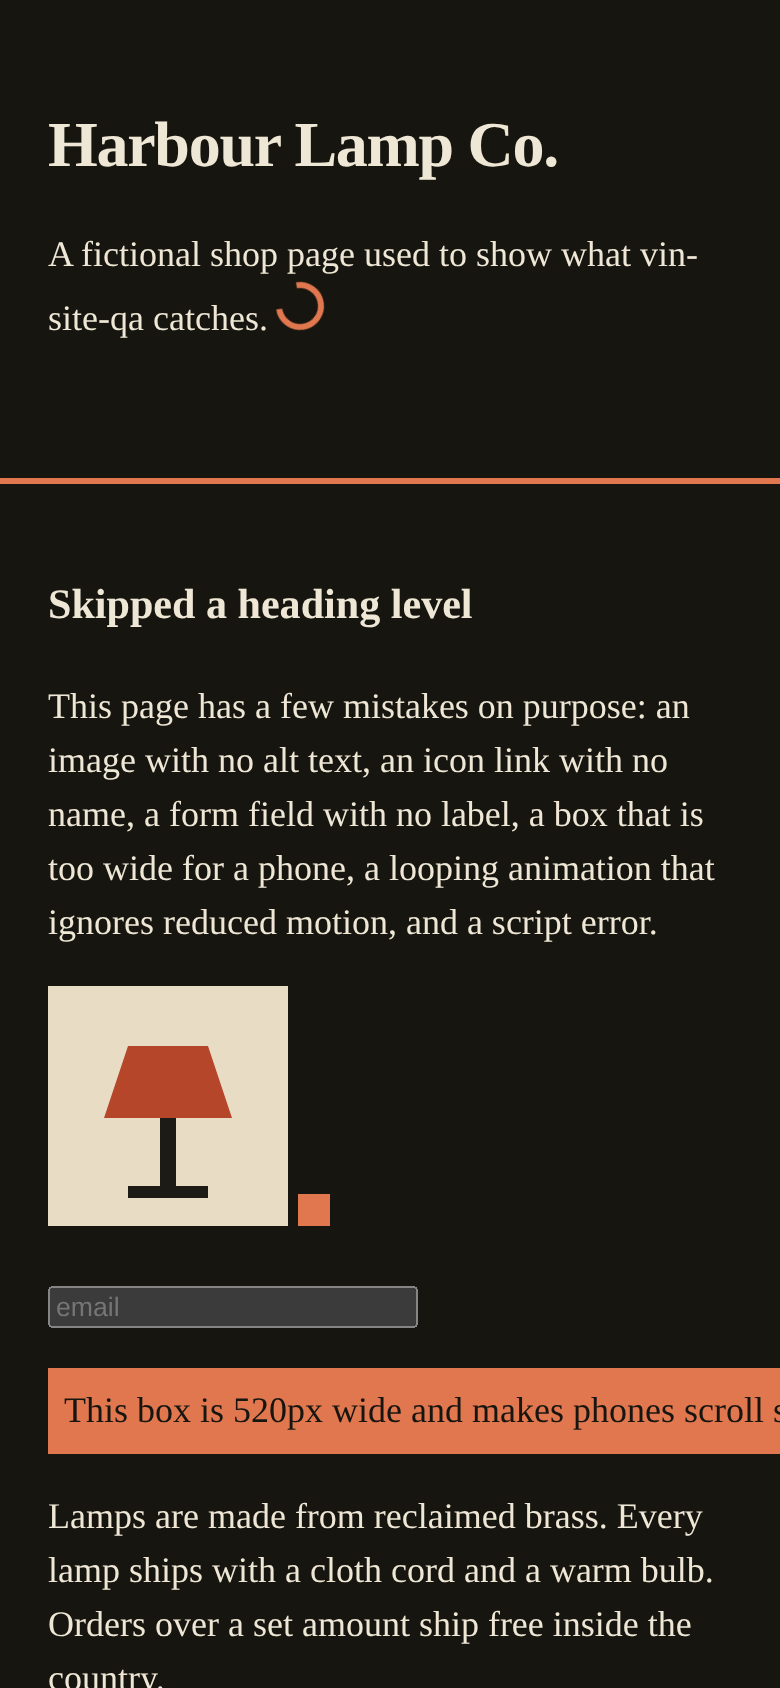 Harbour Lamp Co.
A fictional shop page used to show what vin-
site-qa catches.
Skipped a heading level
This page has a few mistakes on purpose: an
image with no alt text, an icon link with no
name, a form field with no label, a box that is
too wide for a phone, a looping animation that
ignores reduced motion, and a script error.
email
This box is 520px wide and makes phones scroll
Lamps are made from reclaimed brass. Every
lamp ships with a cloth cord and a warm bulb.
Orders over a set amount ship free inside the
country.